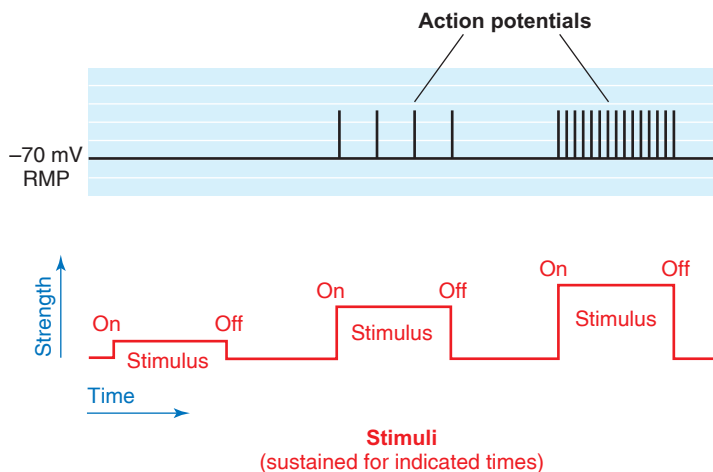 Action potentials
–70 mV
RMP
Strength
On
Off
Stimulus
On
Off
Stimulus
On
Off
Stimulus
Time
Stimuli
(sustained for indicated times)